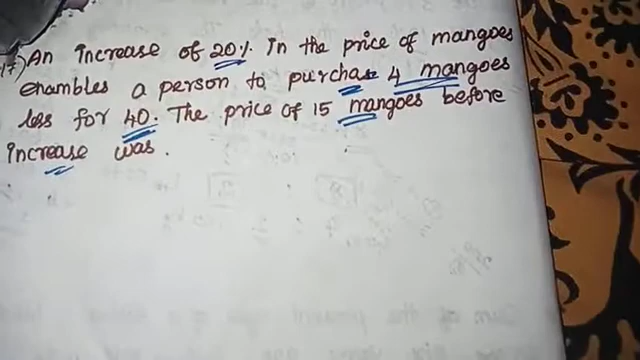 17) An increase of 20% in the price of mangoes
enambles a person to purchase 4 mangoes
less for 40. The price of 15 mangoes before
increase was.